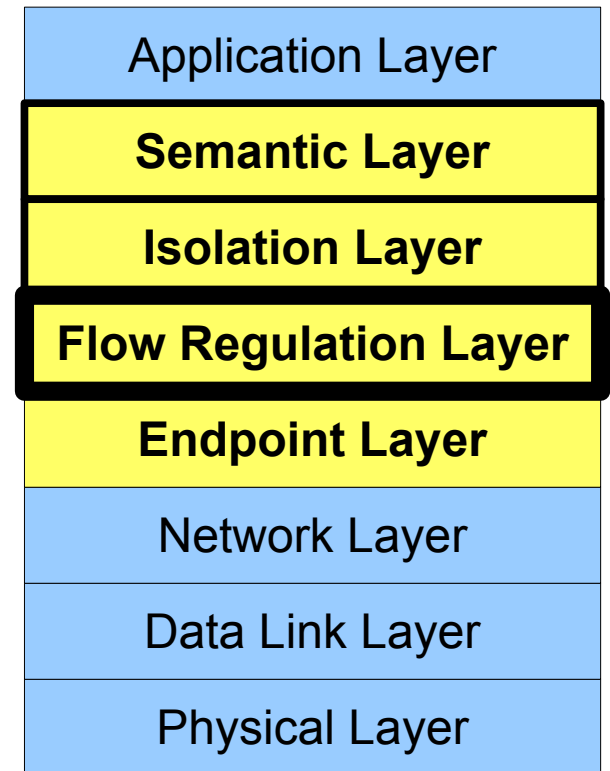 Application Layer
Semantic Layer
Isolation Layer
Flow Regulation Layer
Endpoint Layer
Network Layer
Data Link Layer
Physical Layer